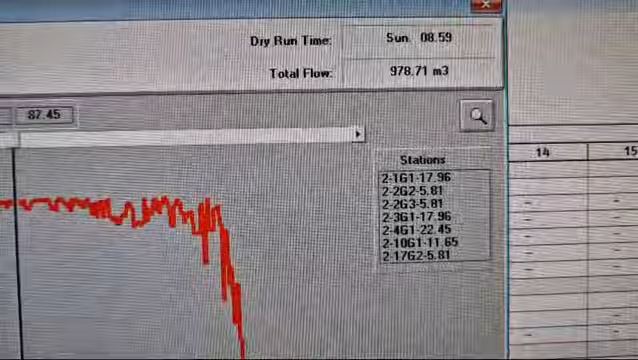 Dry Run Time: Sun. 08.59
Total Flow: 978.71 m3
87.45
14 15
Stations
2-1G1-17.96
2-2G2-5.81
2-2G3-5.81
2-3G1-17.96
2-4G1-22.45
2-10G1-11.65
2-17G2-5.81